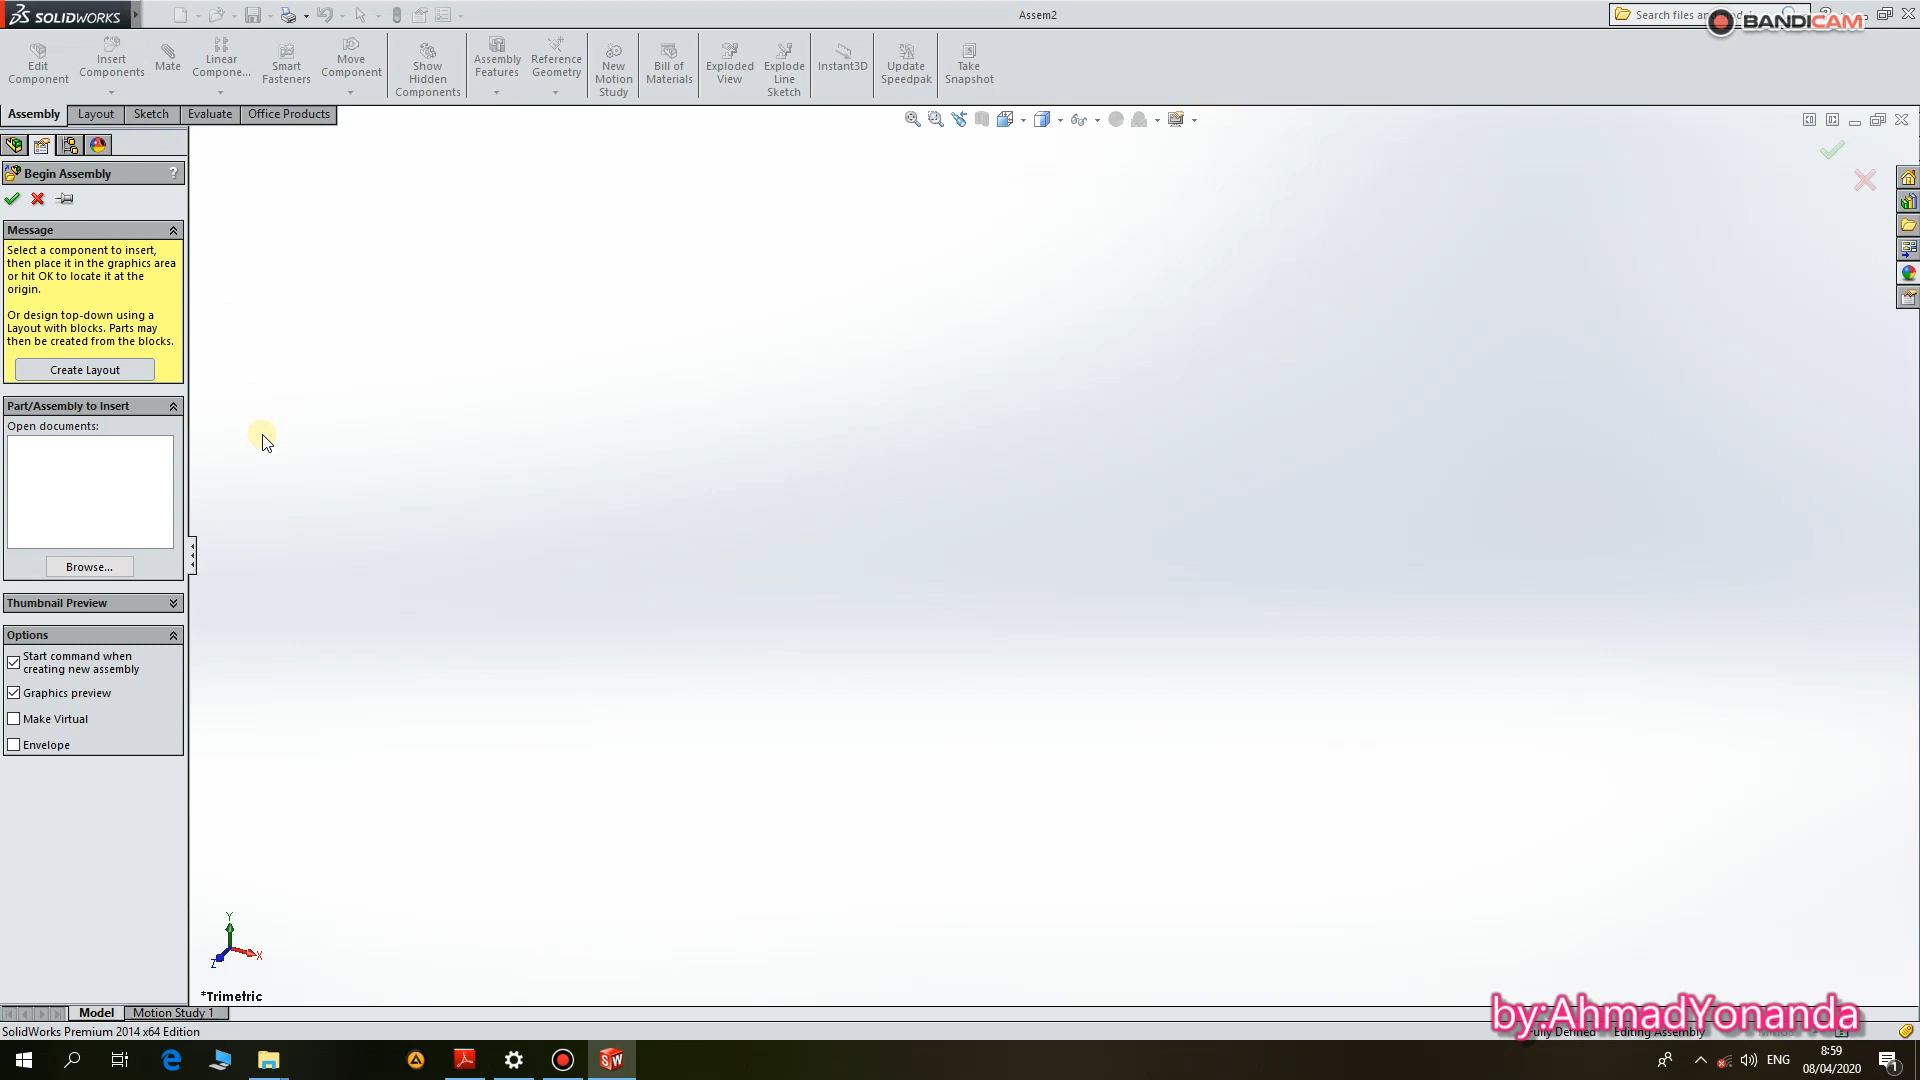 SOLIDWORKS
Assem2
Search files
BANDICAM
Edit Component
Insert Components
Mate
Linear Compone...
Smart Fasteners
Move Component
Show Hidden Components
Assembly Features
Reference Geometry
New Motion Study
Bill of Materials
Exploded View
Explode Line Sketch
Instant3D
Update Speedpak
Take Snapshot
Assembly
Layout
Sketch
Evaluate
Office Products
Begin Assembly
?
Message
Select a component to insert,
then place it in the graphics area
or hit OK to locate it at the
origin.
Or design top-down using a
Layout with blocks. Parts may
then be created from the blocks.
Create Layout
Part/Assembly to Insert
Open documents:
Browse...
Thumbnail Preview
Options
Start command when
creating new assembly
Graphics preview
Make Virtual
Envelope
Y
X
Z
*Trimetric
Model
Motion Study 1
by:AhmadYonanda
SolidWorks Premium 2014 x64 Edition
Fully Defined
Editing Assembly
SW
ENG
8:59
08/04/2020
1